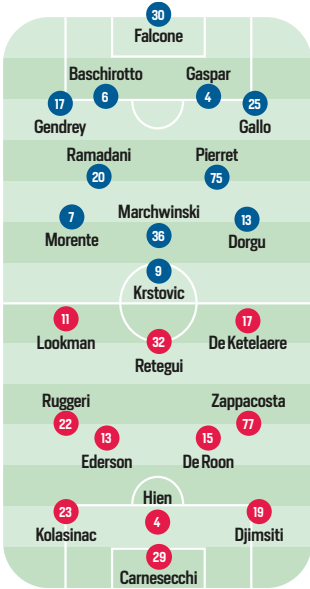 30
Falcone
Baschirotto Gaspar
17 6 4 25
Gendrey Gallo
Ramadani Pierret
20 75
7 Marchwinski 13
Morente 36 Dorgu
9
Krstovic
11 17
Lookman 32 De Ketelaere
Retegui
Ruggeri Zappacosta
22 77
13 15
Ederson De Roon
Hien
23 4 19
Kolasinac Djimsiti
29
Carnesecchi